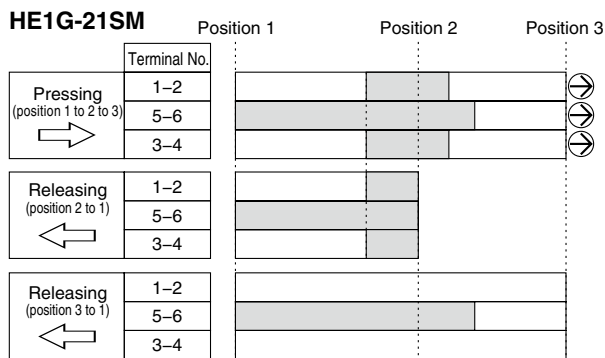 HE1G-21SM
Position 1
Position 2
Position 3
Terminal No.
Pressing
(position 1 to 2 to 3)
1−2
5−6
3−4
Releasing
(position 2 to 1)
1−2
5−6
3−4
Releasing
(position 3 to 1)
1−2
5−6
3−4